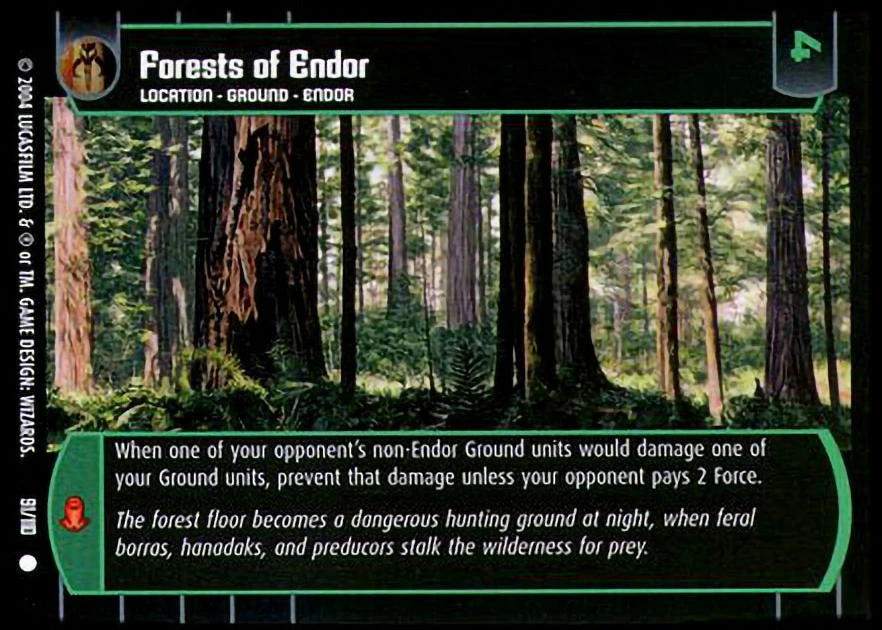 Forests of Endor
LOCATION - GROUND - ENDOR
4
When one of your opponent's non-Endor Ground units would damage one of
your Ground units, prevent that damage unless your opponent pays 2 Force.
The forest floor becomes a dangerous hunting ground at night, when feral
borras, hanadaks, and preducors stalk the wilderness for prey.
© 2004 LUCASFILM LTD. & ® or TM. GAME DESIGN: WIZARDS.